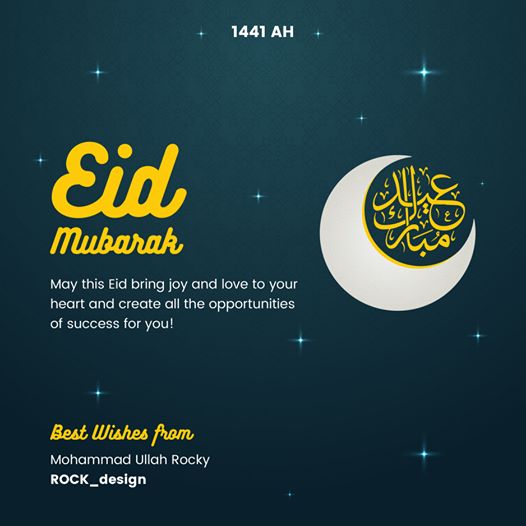 1441 AH
Eid
Mubarak
عيد
مبارك
May this Eid bring joy and love to your
heart and create all the opportunities
of success for you!
Best Wishes from
Mohammad Ullah Rocky
ROCK_design